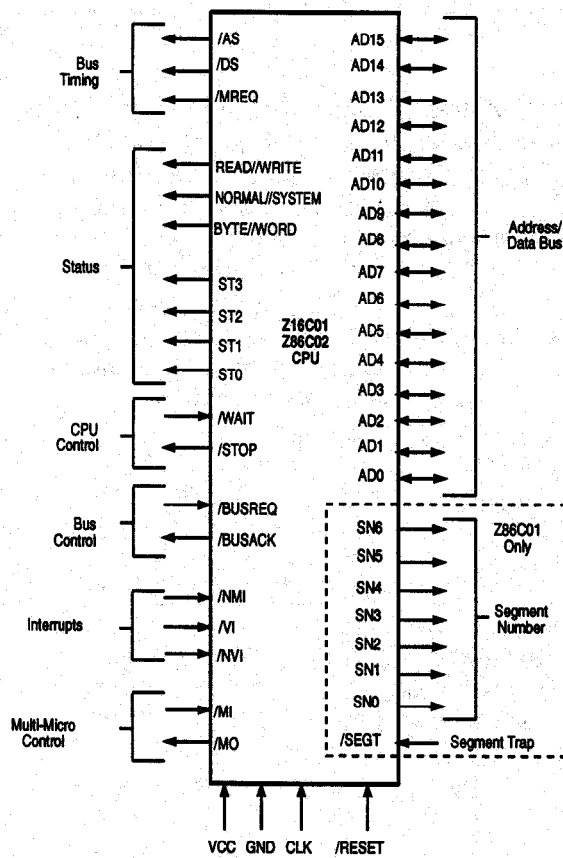 Bus
Timing
/AS
/DS
/MREQ
Status
READ//WRITE
NORMAL//SYSTEM
BYTE//WORD
ST3
ST2
ST1
ST0
CPU
Control
/WAIT
/STOP
Bus
Control
/BUSREQ
/BUSACK
Interrupts
/NMI
/VI
/NVI
Multi-Micro
Control
/MI
/MO
Z16C01
Z86C02
CPU
AD15
AD14
AD13
AD12
AD11
AD10
AD9
AD8
AD7
AD6
AD5
AD4
AD3
AD2
AD1
AD0
Address/
Data Bus
SN6
SN5
SN4
SN3
SN2
SN1
SN0
/SEGT
Z86C01
Only
Segment
Number
Segment Trap
VCC GND CLK /RESET